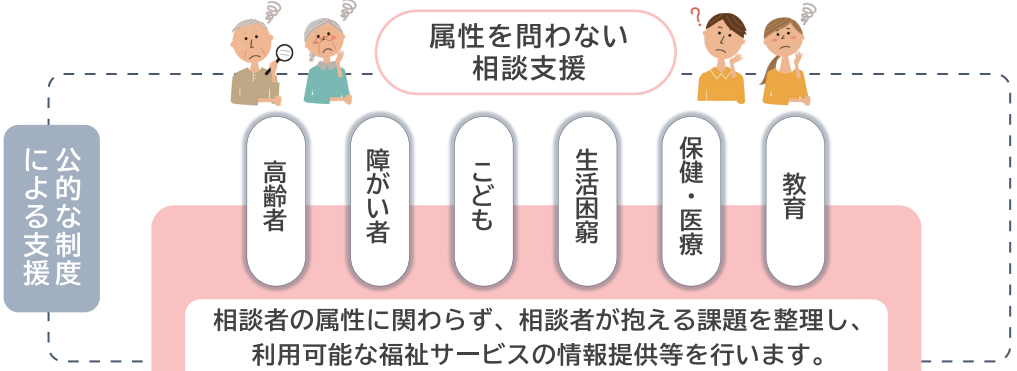 属性を問わない
相談支援
公的な制度
による支援
高齢者
障がい者
こども
生活困窮
保健・医療
教育
相談者の属性に関わらず、相談者が抱える課題を整理し、
利用可能な福祉サービスの情報提供等を行います。